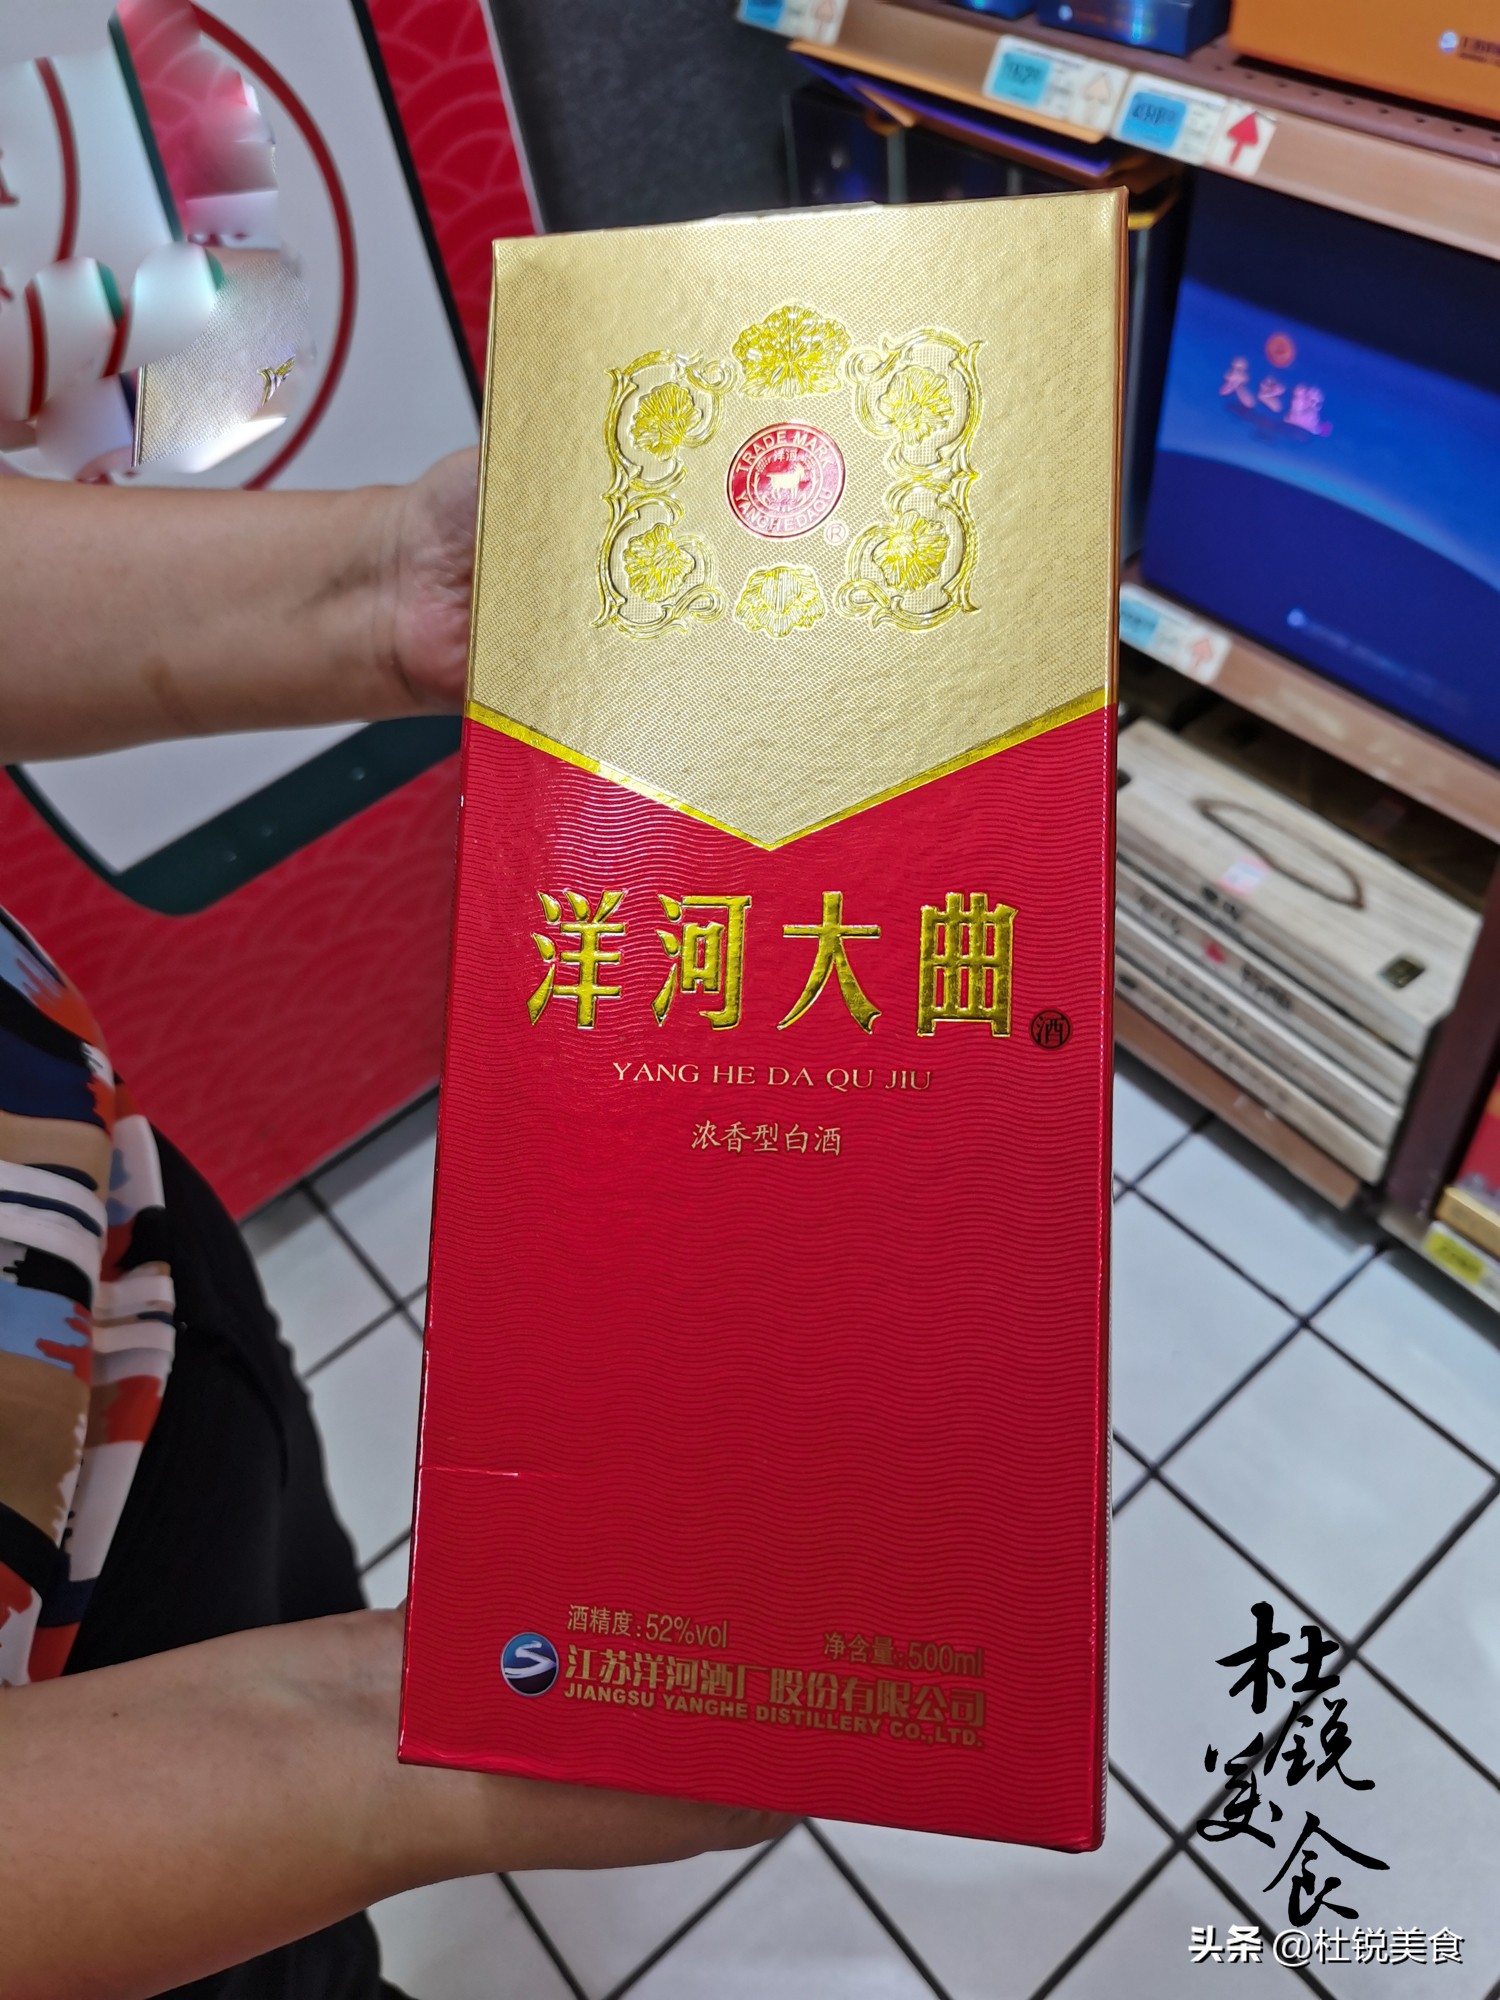 TRADE MARK
洋河
YANGHEDAQU
®
洋河大曲
酒
YANG HE DA QU JIU
浓香型白酒
酒精度:52%vol
净含量:500ml
江苏洋河酒厂股份有限公司
JIANGSU YANGHE DISTILLERY CO.,LTD.
天之蓝
杜锐
美食
头条 @杜锐美食